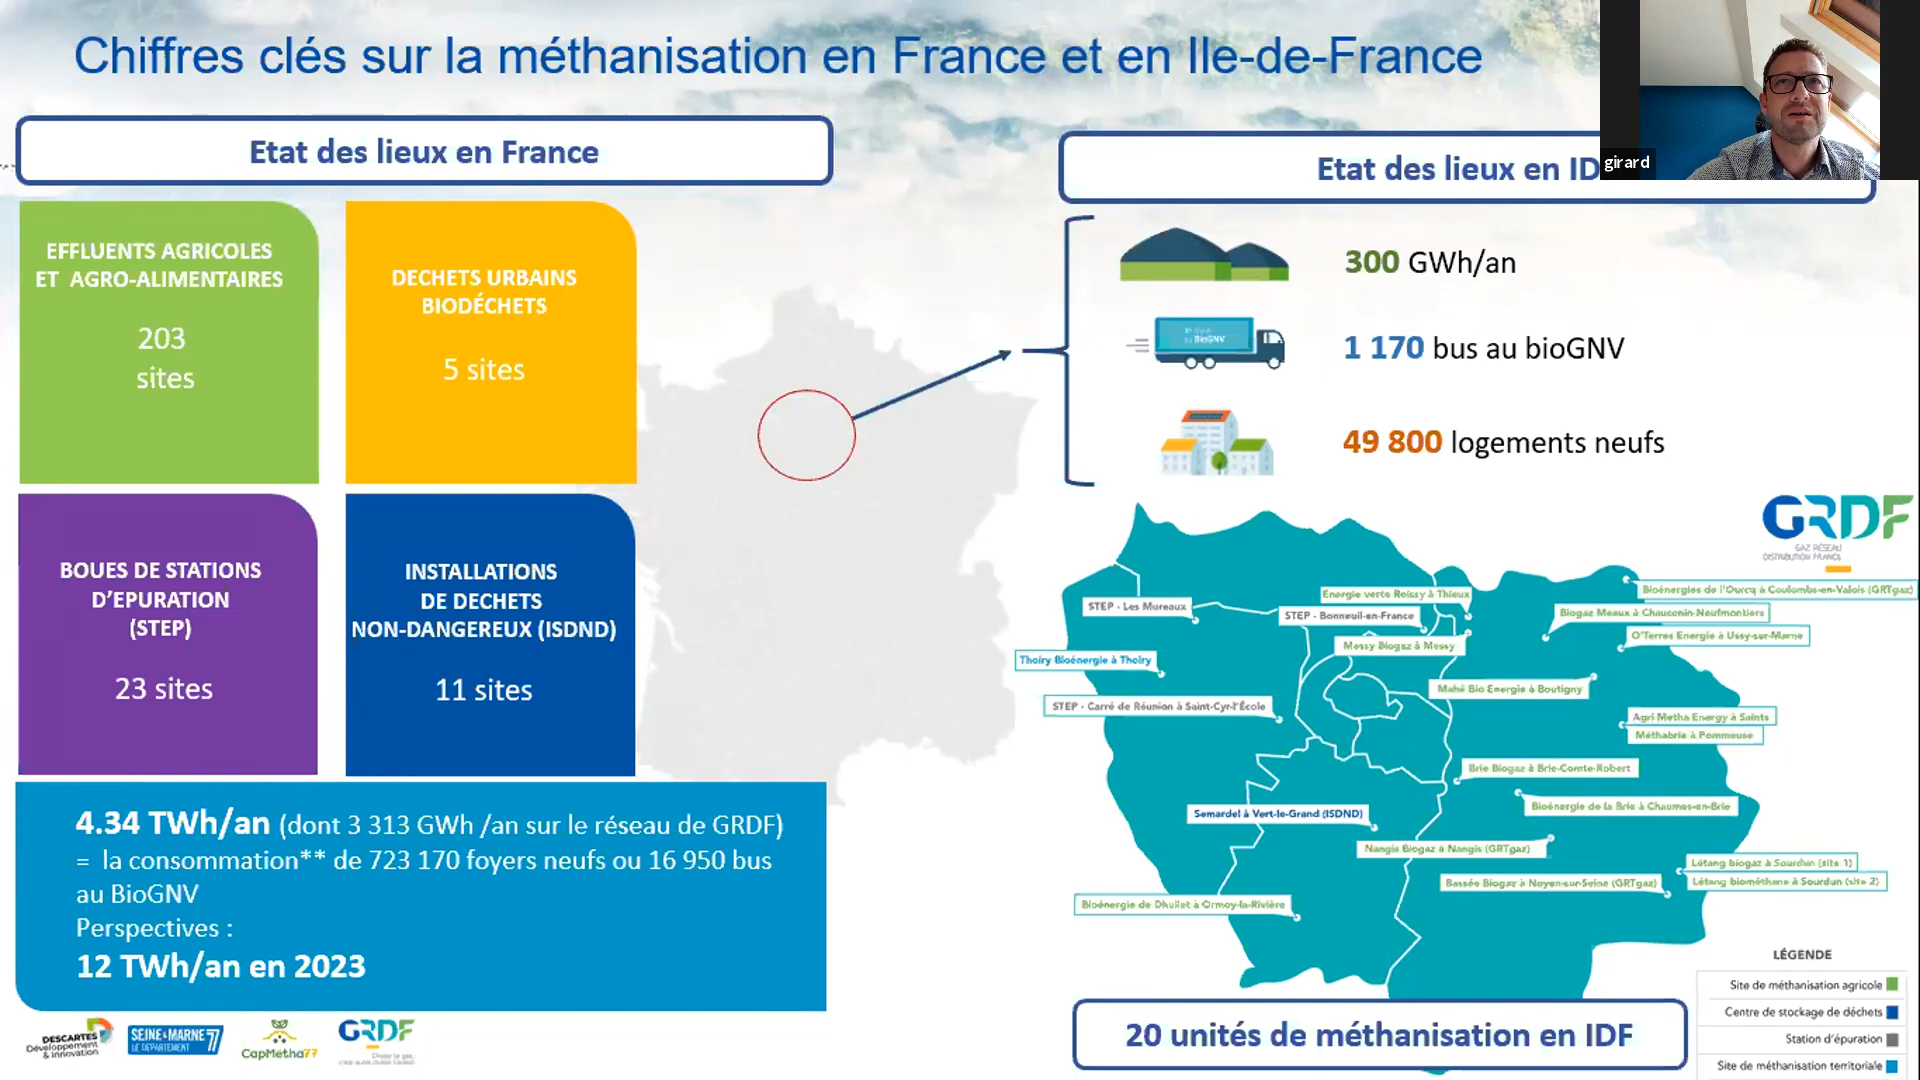 Chiffres clés sur la méthanisation en France et en Ile-de-France
girard
Etat des lieux en France
EFFLUENTS AGRICOLES
ET AGRO-ALIMENTAIRES
203
sites
DECHETS URBAINS
BIODÉCHETS
5 sites
BOUES DE STATIONS
D'EPURATION
(STEP)
23 sites
INSTALLATIONS
DE DECHETS
NON-DANGEREUX (ISDND)
11 sites
4.34 TWh/an (dont 3 313 GWh /an sur le réseau de GRDF)
= la consommation** de 723 170 foyers neufs ou 16 950 bus
au BioGNV
Perspectives :
12 TWh/an en 2023
DESCARTES
Développement
& Innovation
SEINE & MARNE 77
LE DÉPARTEMENT
CapMetha77
GRDF
Etat des lieux en ID
300 GWh/an
BioGNV
1 170 bus au bioGNV
49 800 logements neufs
GRDF
GAZ RÉSEAU
DISTRIBUTION FRANCE
STEP - Les Mureaux
Energie verte Roissy à Thieux
STEP - Bonneuil-en-France
Messy Biogaz à Messy
Bioénergies de l'Ourcq à Coulombs-en-Valois (GRTgaz)
Biogaz Meaux à Chauconin-Neufmontiers
O'Terres Energie à Ussy-sur-Marne
Thoiry Bioénergie à Thoiry
Mahé Bio Energie à Boutigny
STEP - Carré de Réunion à Saint-Cyr-l'École
Agri Metha Energy à Saints
Méthabrie à Pommeuse
Brie Biogaz à Brie-Comte-Robert
Bioénergie de la Brie à Chaumes-en-Brie
Semardel à Vert-le-Grand (ISDND)
Nangis Biogaz à Nangis (GRTgaz)
Létang biogaz à Sourdun (site 1)
Létang biométhane à Sourdun (site 2)
Bassée Biogaz à Noyen-sur-Seine (GRTgaz)
Bioénergie de Dhuilet à Ormoy-la-Rivière
20 unités de méthanisation en IDF
LÉGENDE
Site de méthanisation agricole
Centre de stockage de déchets
Station d'épuration
Site de méthanisation territoriale